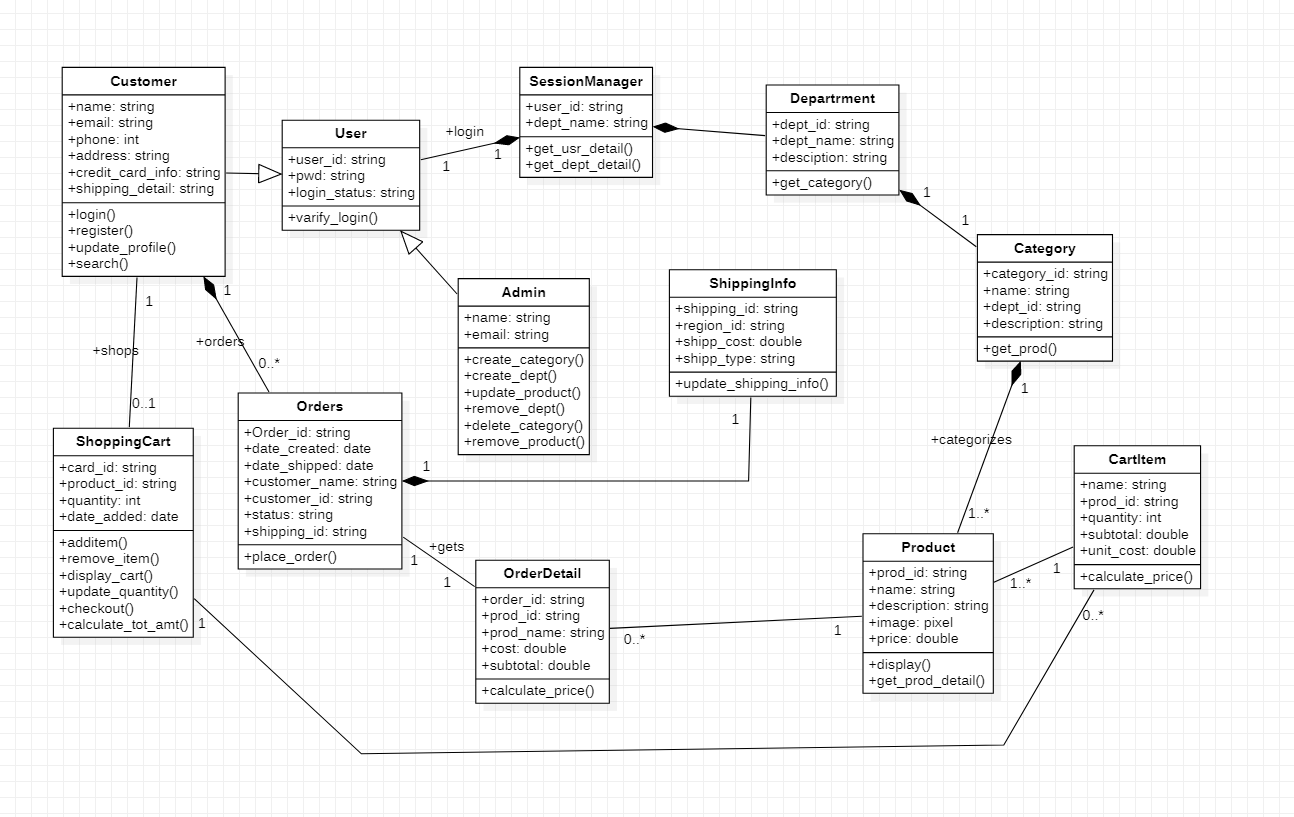 Customer
+name: string
+email: string
+phone: int
+address: string
+credit_card_info: string
+shipping_detail: string
+login()
+register()
+update_profile()
+search()
User
+user_id: string
+pwd: string
+login_status: string
+varify_login()
+login
1
1
SessionManager
+user_id: string
+dept_name: string
+get_usr_detail()
+get_dept_detail()
Departrment
+dept_id: string
+dept_name: string
+desciption: string
+get_category()
1
1
Category
+category_id: string
+name: string
+dept_id: string
+description: string
+get_prod()
Admin
+name: string
+email: string
+create_category()
+create_dept()
+update_product()
+remove_dept()
+delete_category()
+remove_product()
ShippingInfo
+shipping_id: string
+region_id: string
+shipp_cost: double
+shipp_type: string
+update_shipping_info()
1
1
1
+shops
0..1
1
+orders
0..*
Orders
+Order_id: string
+date_created: date
+date_shipped: date
+customer_name: string
+customer_id: string
+status: string
+shipping_id: string
+place_order()
ShoppingCart
+card_id: string
+product_id: string
+quantity: int
+date_added: date
+additem()
+remove_item()
+display_cart()
+update_quantity()
+checkout()
+calculate_tot_amt()
1
+gets
1
1
OrderDetail
+order_id: string
+prod_id: string
+prod_name: string
+cost: double
+subtotal: double
+calculate_price()
0..*
1
1
+categorizes
1..*
Product
+prod_id: string
+name: string
+description: string
+image: pixel
+price: double
+display()
+get_prod_detail()
1..*
1
CartItem
+name: string
+prod_id: string
+quantity: int
+subtotal: double
+unit_cost: double
+calculate_price()
0..*